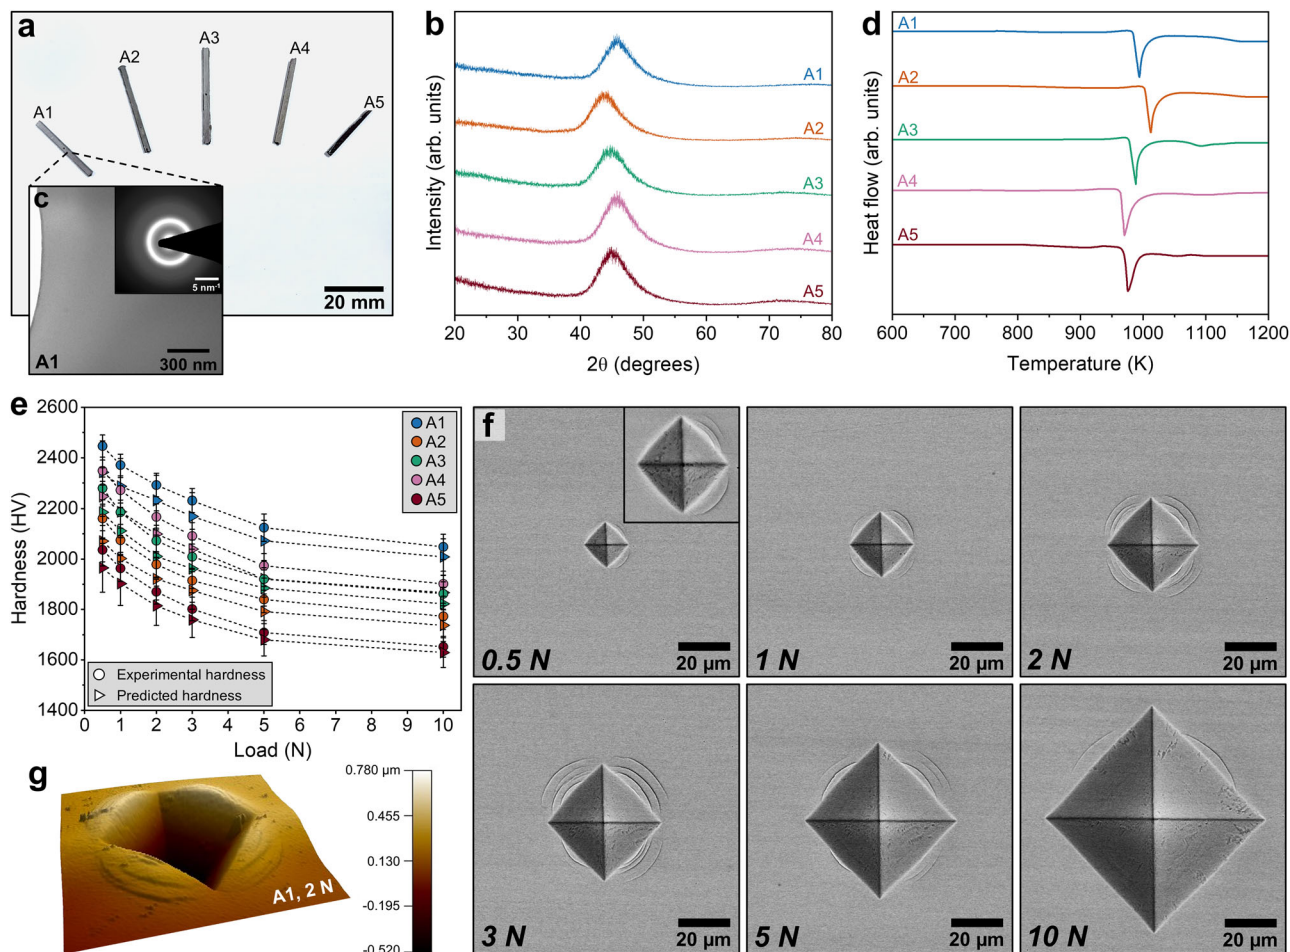 a
A1
A2
A3
A4
A5
c
5 nm⁻¹
20 mm
A1
300 nm
b
Intensity (arb. units)
A1
A2
A3
A4
A5
20 30 40 50 60 70 80
2θ (degrees)
d
Heat flow (arb. units)
A1
A2
A3
A4
A5
600 700 800 900 1000 1100 1200
Temperature (K)
e
Hardness (HV)
2600
2400
2200
2000
1800
1600
1400
A1
A2
A3
A4
A5
Experimental hardness
Predicted hardness
0 1 2 3 4 5 6 7 8 9 10
Load (N)
f
0.5 N
20 µm
1 N
20 µm
2 N
20 µm
3 N
20 µm
5 N
20 µm
10 N
20 µm
g
A1, 2 N
0.780 µm
0.455
0.130
-0.195
-0.520